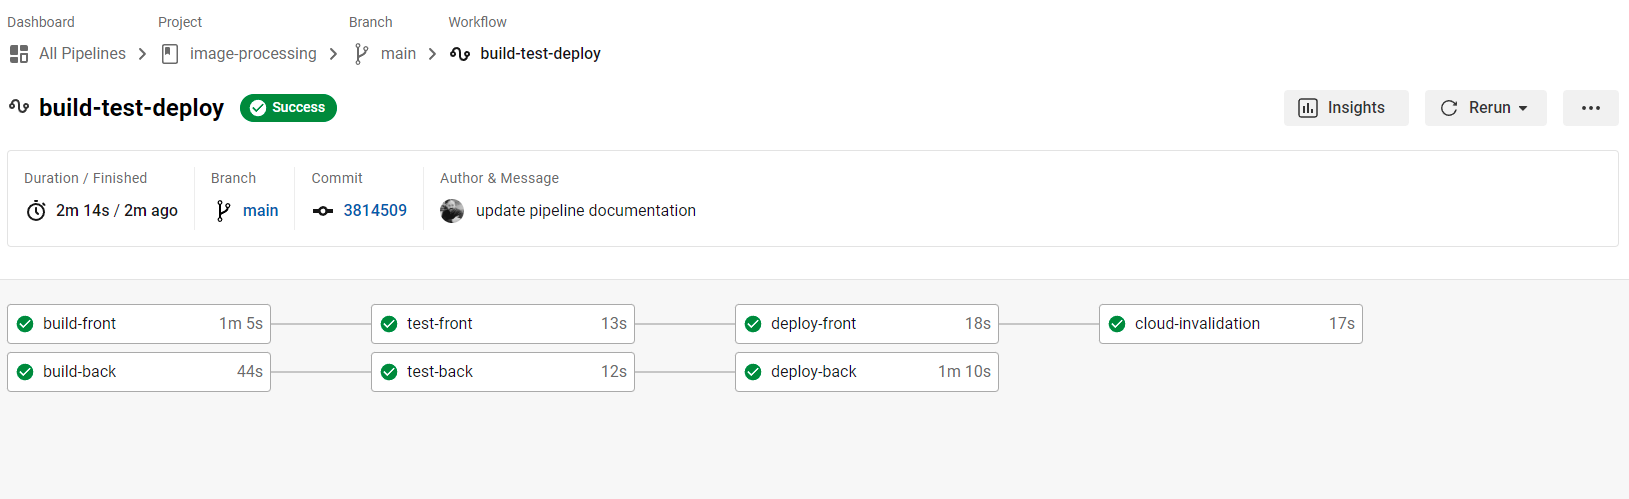 Dashboard Project Branch Workflow
All Pipelines image-processing main build-test-deploy
build-test-deploy Success Insights Rerun
Duration / Finished Branch Commit Author & Message
2m 14s / 2m ago main 3814509 update pipeline documentation
build-front 1m 5s test-front 13s deploy-front 18s cloud-invalidation 17s
build-back 44s test-back 12s deploy-back 1m 10s